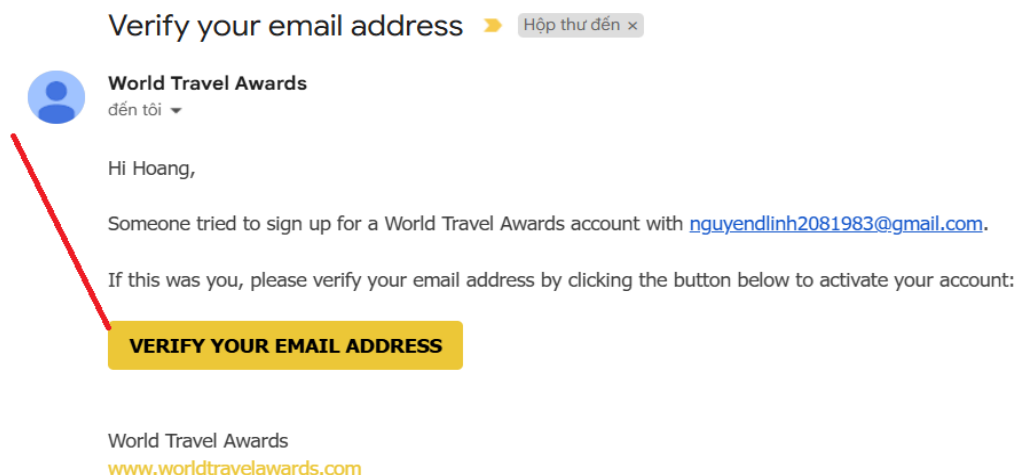 Verify your email address Hộp thư đến ×
World Travel Awards
đến tôi
Hi Hoang,
Someone tried to sign up for a World Travel Awards account with nguyendlinh2081983@gmail.com.
If this was you, please verify your email address by clicking the button below to activate your account:
VERIFY YOUR EMAIL ADDRESS
World Travel Awards
www.worldtravelawards.com